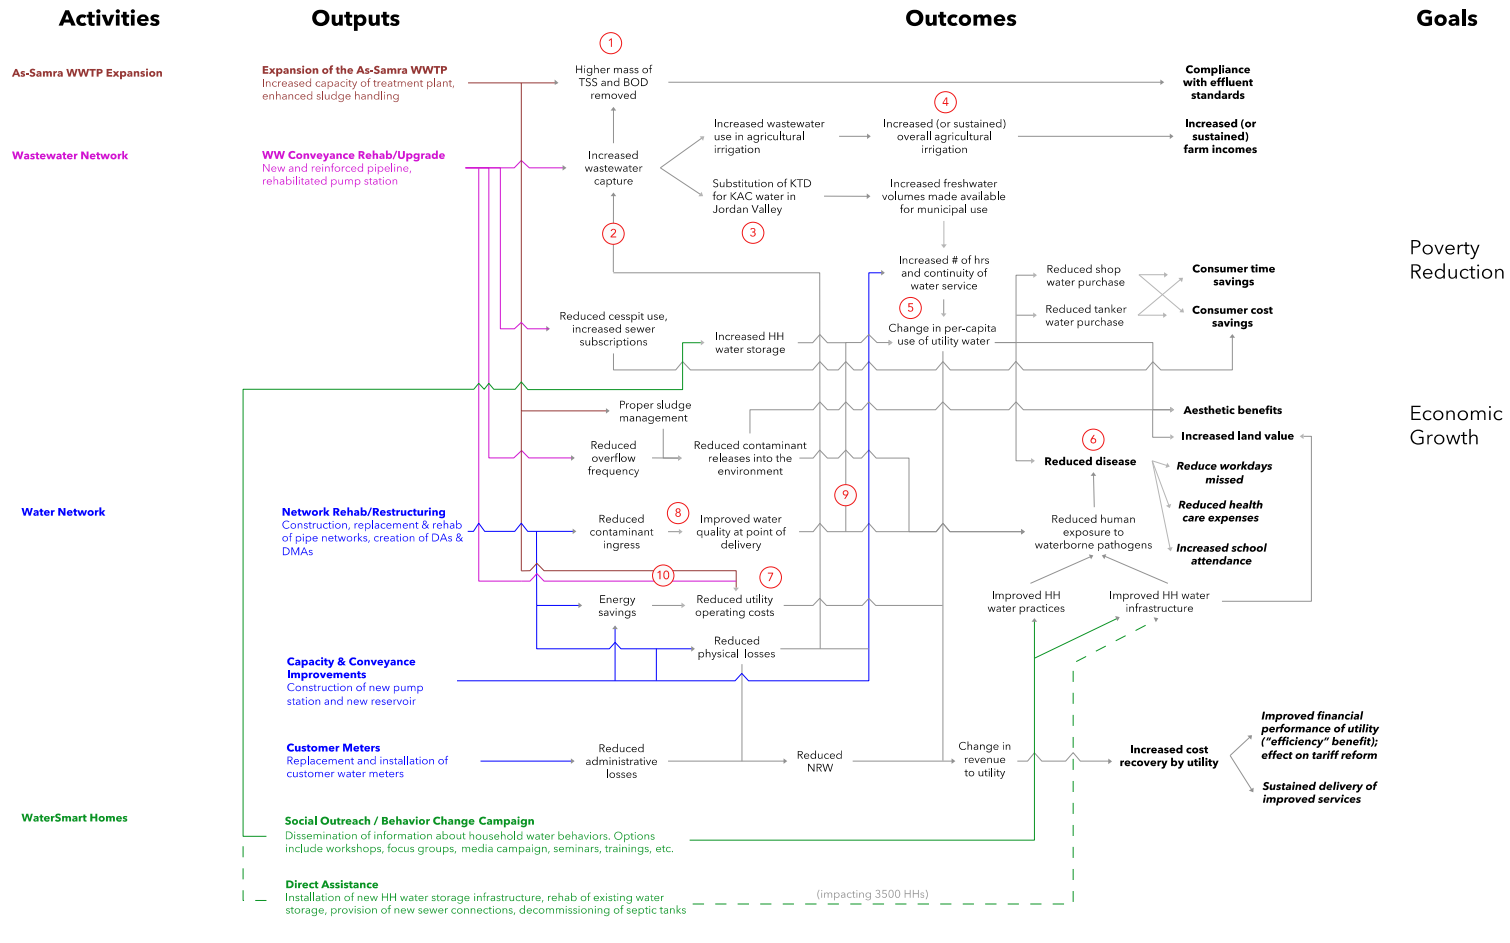 Activities
Outputs
Outcomes
Goals
As-Samra WWTP Expansion
Expansion of the As-Samra WWTP
Increased capacity of treatment plant,
enhanced sludge handling
1
Higher mass of
TSS and BOD
removed
Compliance
with effluent
standards
4
Wastewater Network
WW Conveyance Rehab/Upgrade
New and reinforced pipeline,
rehabilitated pump station
Increased
wastewater
capture
Increased wastewater
use in agricultural
irrigation
Increased (or sustained)
overall agricultural
irrigation
Increased (or
sustained)
farm incomes
Substitution of KTD
for KAC water in
Jordan Valley
Increased freshwater
volumes made available
for municipal use
2
3
Poverty
Reduction
Increased # of hrs
and continuity of
water service
Reduced shop
water purchase
Consumer time
savings
5
Reduced tanker
water purchase
Consumer cost
savings
Reduced cesspit use,
increased sewer
subscriptions
Increased HH
water storage
Change in per-capita
use of utility water
Proper sludge
management
Aesthetic benefits
Economic
Growth
Increased land value
Reduced
overflow
frequency
Reduced contaminant
releases into the
environment
6
Reduced disease
Reduce workdays
missed
Reduced health
care expenses
Increased school
attendance
9
Water Network
Network Rehab/Restructuring
Construction, replacement & rehab
of pipe networks, creation of DAs &
DMAs
Reduced
contaminant
ingress
8
Improved water
quality at point of
delivery
Reduced human
exposure to
waterborne pathogens
10
7
Energy
savings
Reduced utility
operating costs
Improved HH
water practices
Improved HH water
infrastructure
Reduced
physical losses
Capacity & Conveyance
Improvements
Construction of new pump
station and new reservoir
Customer Meters
Replacement and installation of
customer water meters
Reduced
administrative
losses
Reduced
NRW
Change in
revenue
to utility
Increased cost
recovery by utility
Improved financial
performance of utility
("efficiency" benefit);
effect on tariff reform
Sustained delivery of
improved services
WaterSmart Homes
Social Outreach / Behavior Change Campaign
Dissemination of information about household water behaviors. Options
include workshops, focus groups, media campaign, seminars, trainings, etc.
Direct Assistance
Installation of new HH water storage infrastructure, rehab of existing water
storage, provision of new sewer connections, decommissioning of septic tanks
(impacting 3500 HHs)